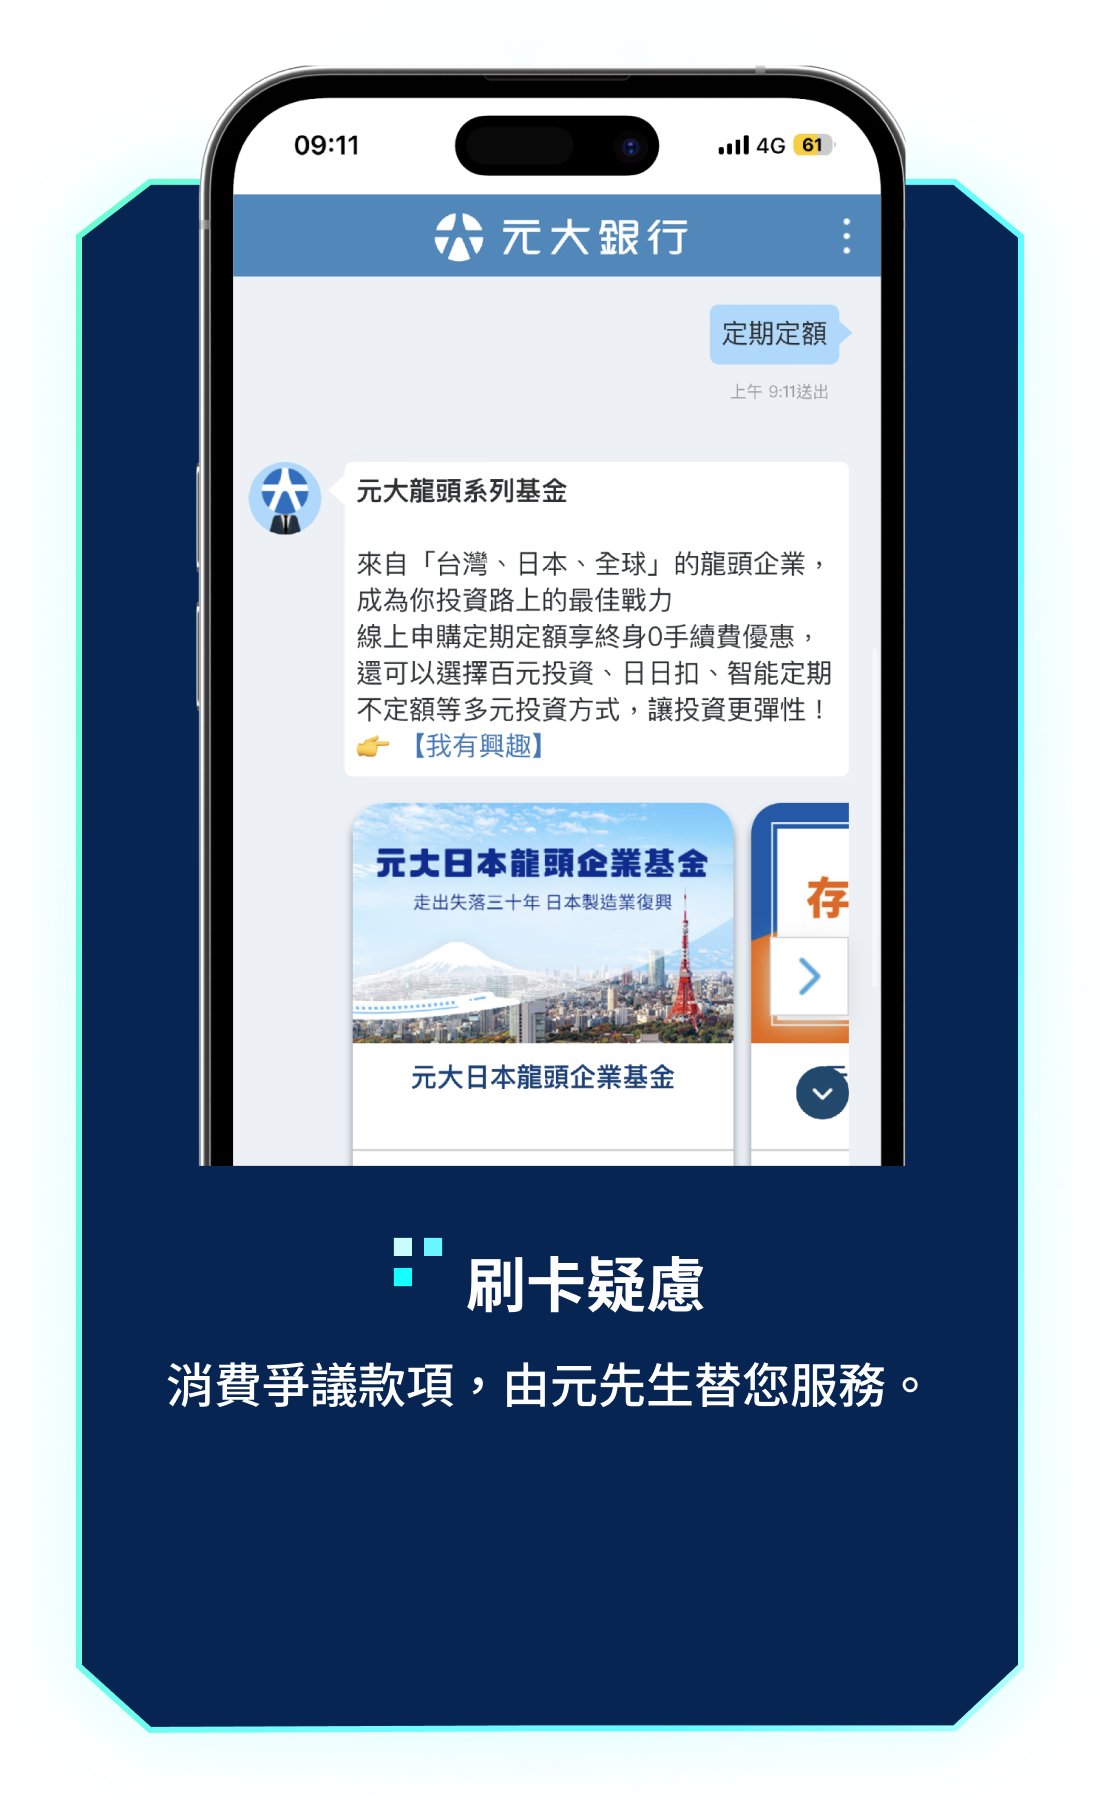 09:11
4G 61
元大銀行
定期定額
上午 9:11送出
元大龍頭系列基金
來自「台灣、日本、全球」的龍頭企業，
成為你投資路上的最佳戰力
線上申購定期定額享終身0手續費優惠，
還可以選擇百元投資、日日扣、智能定期
不定額等多元投資方式，讓投資更彈性！
👉 【我有興趣】
元大日本龍頭企業基金
走出失落三十年 日本製造業復興
存
元大日本龍頭企業基金
刷卡疑慮
消費爭議款項，由元先生替您服務。